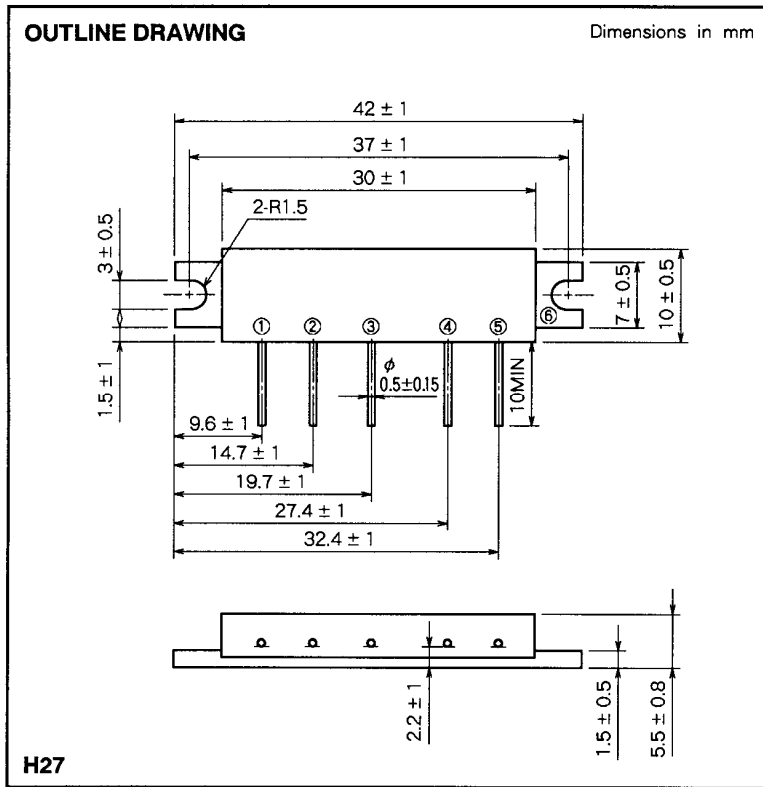 OUTLINE DRAWING
Dimensions in mm
42 ± 1
37 ± 1
30 ± 1
2-R1.5
3 ± 0.5
① ② ③ ④ ⑤ ⑥
7 ± 0.5
10 ± 0.5
1.5 ± 1
ϕ
0.5±0.15
10MIN
9.6 ± 1
14.7 ± 1
19.7 ± 1
27.4 ± 1
32.4 ± 1
2.2 ± 1
1.5 ± 0.5
5.5 ± 0.8
H27